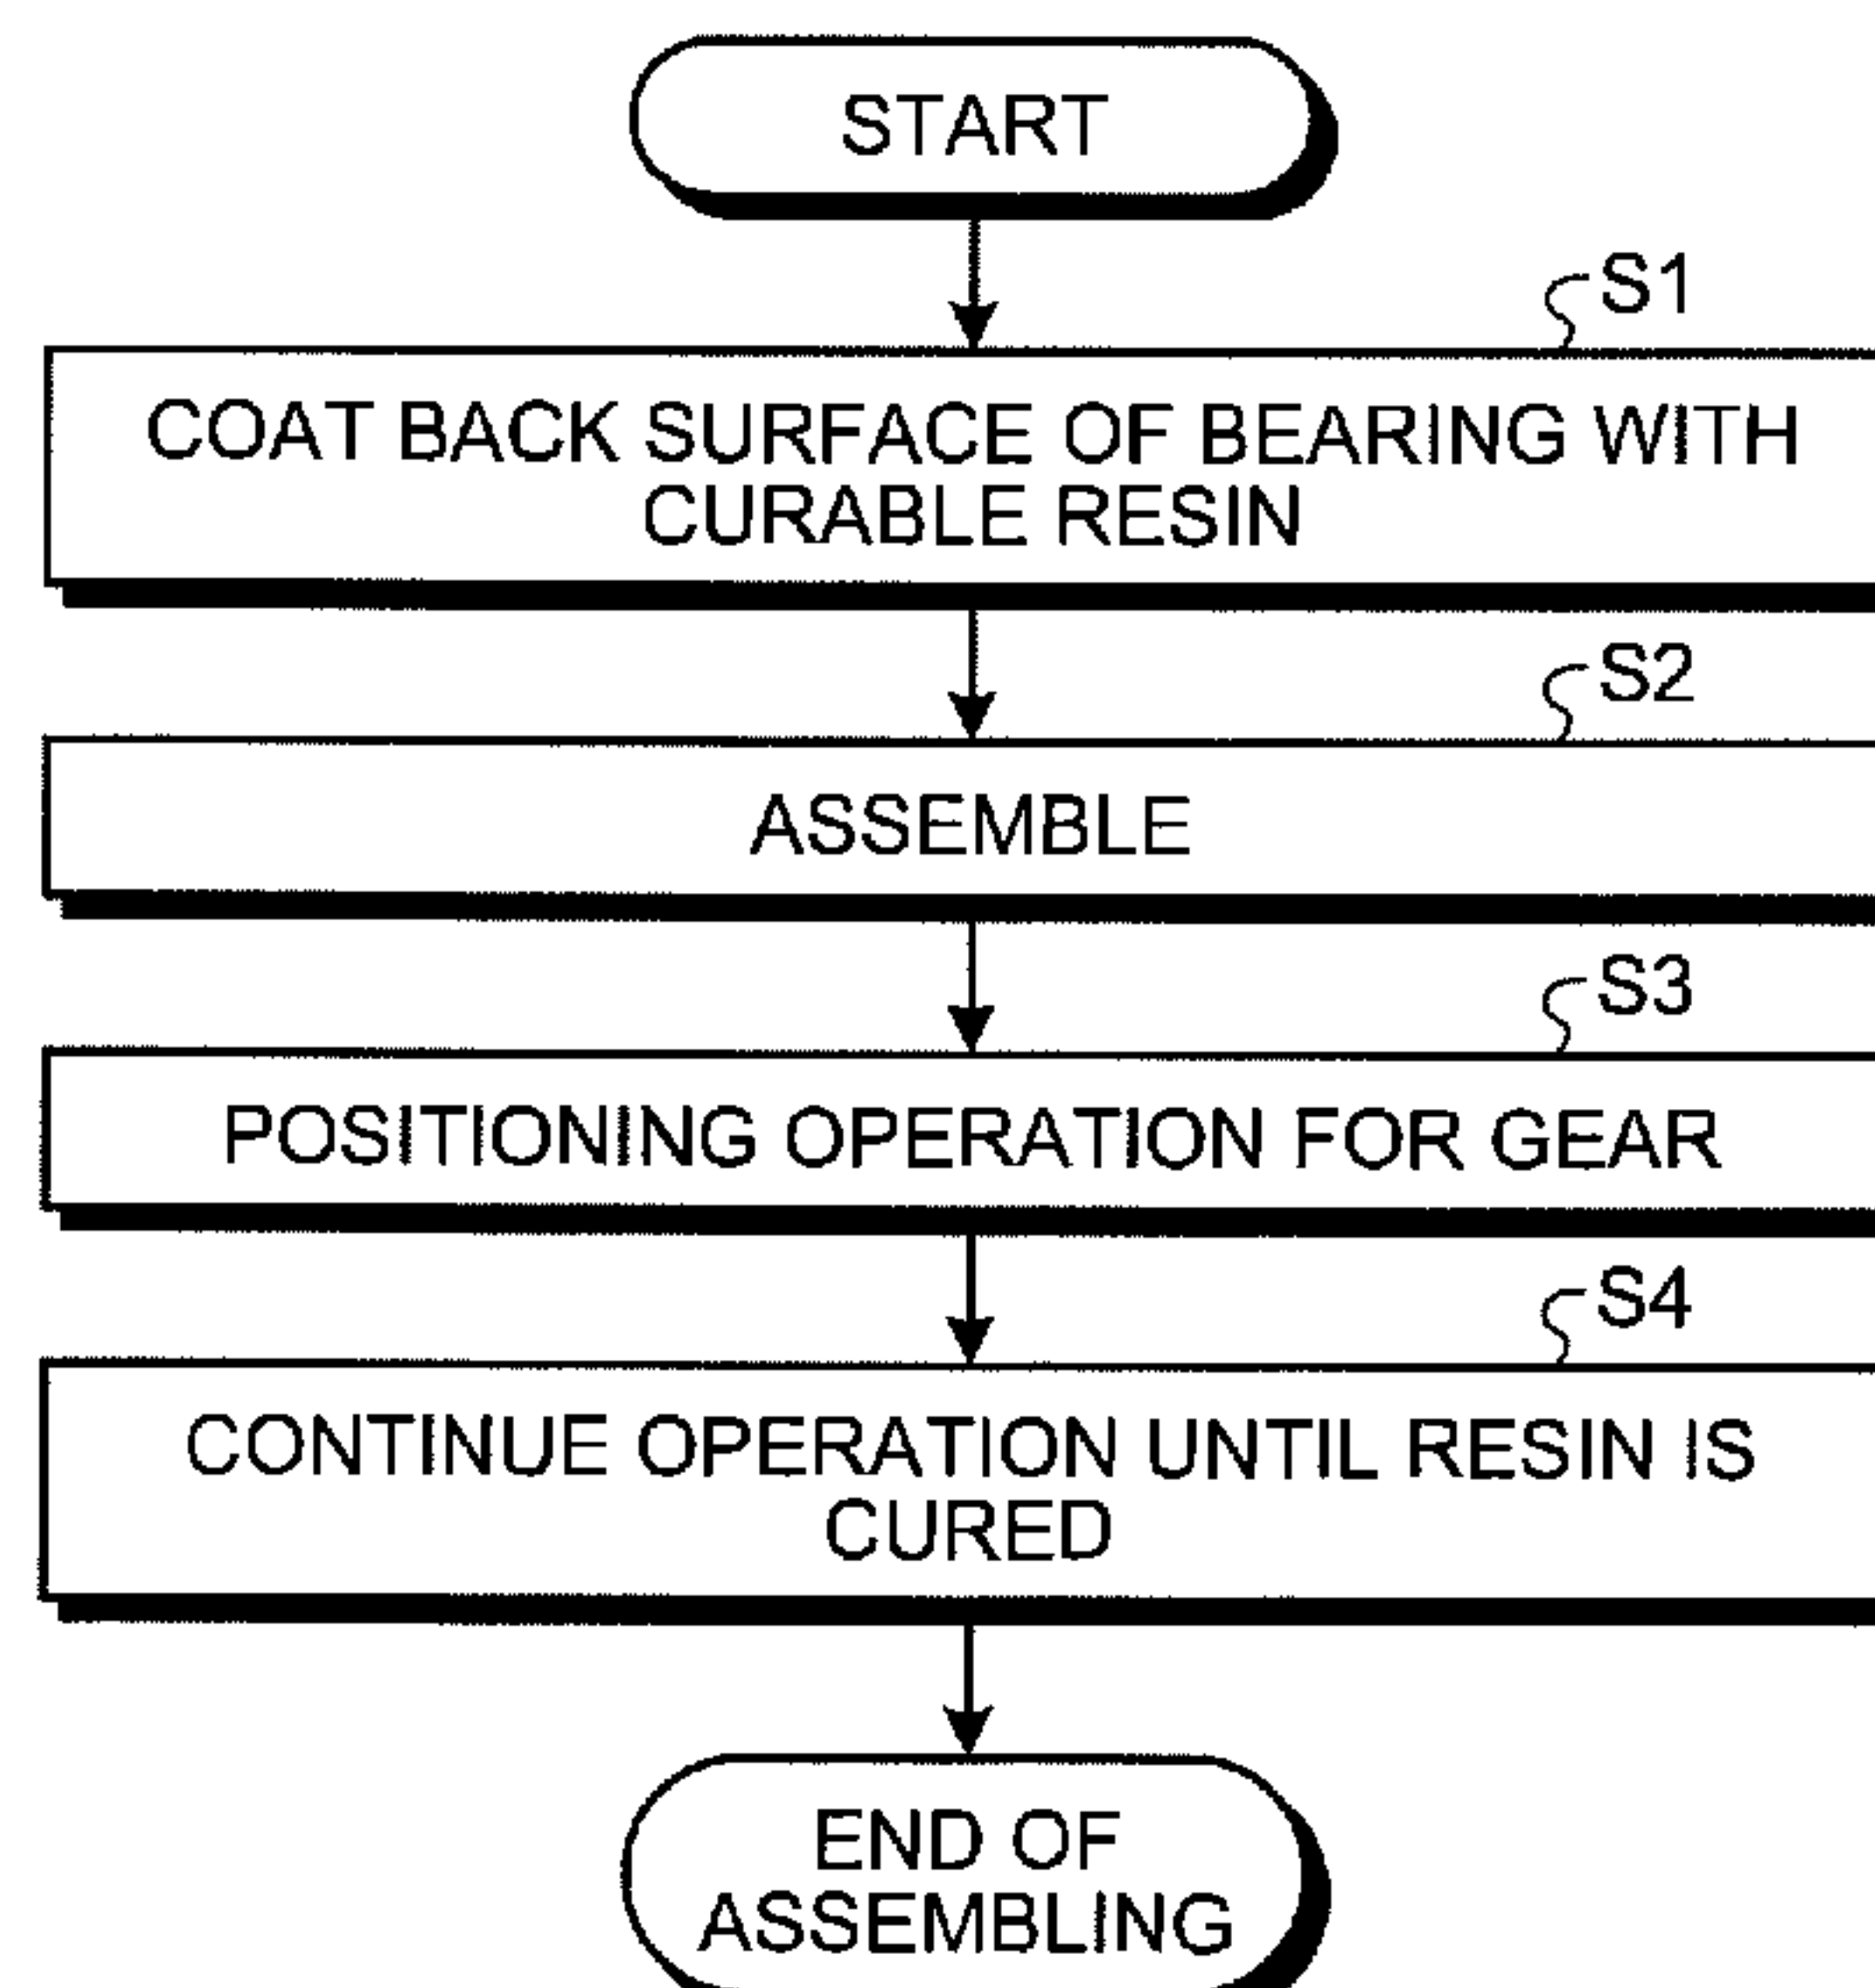 START
S1
COAT BACK SURFACE OF BEARING WITH
CURABLE RESIN
S2
ASSEMBLE
S3
POSITIONING OPERATION FOR GEAR
S4
CONTINUE OPERATION UNTIL RESIN IS
CURED
END OF
ASSEMBLING